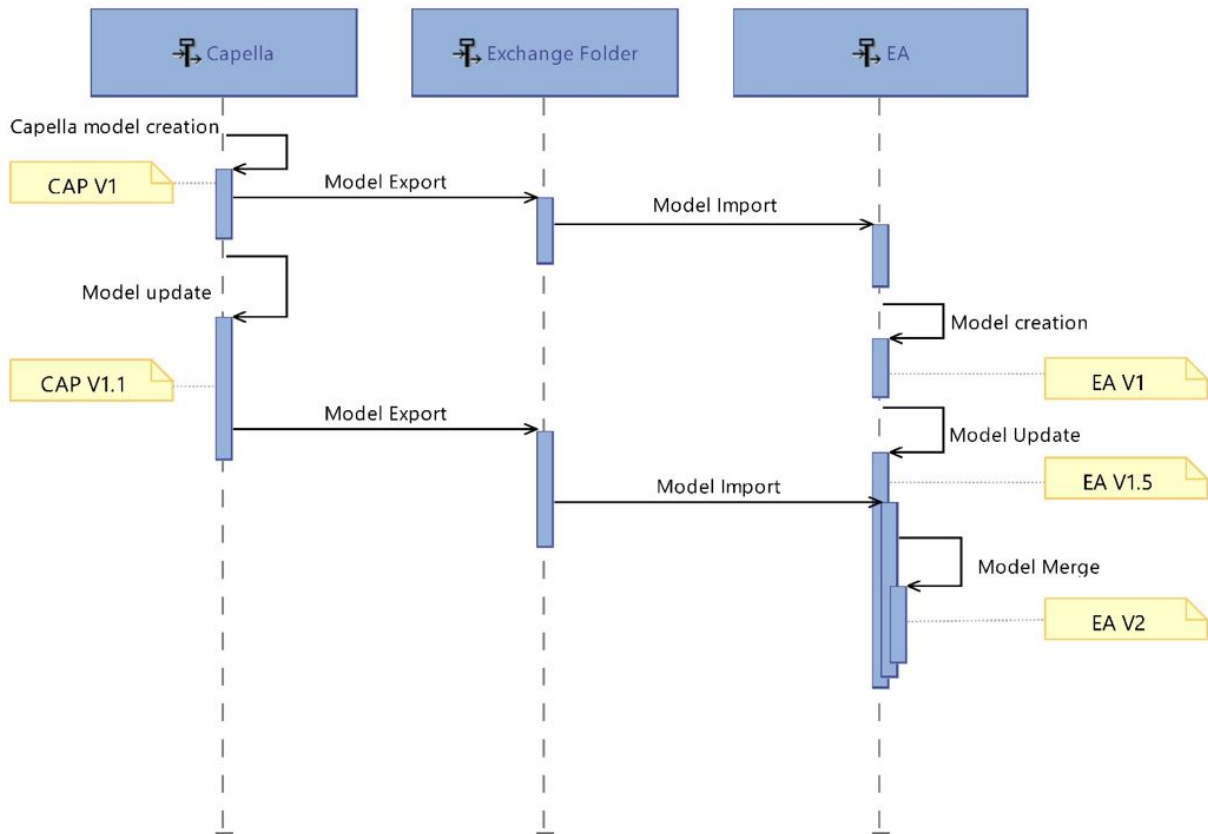 Capella
Exchange Folder
EA
Capella model creation
CAP V1
Model Export
Model Import
Model update
Model creation
CAP V1.1
EA V1
Model Export
Model Update
Model Import
EA V1.5
Model Merge
EA V2